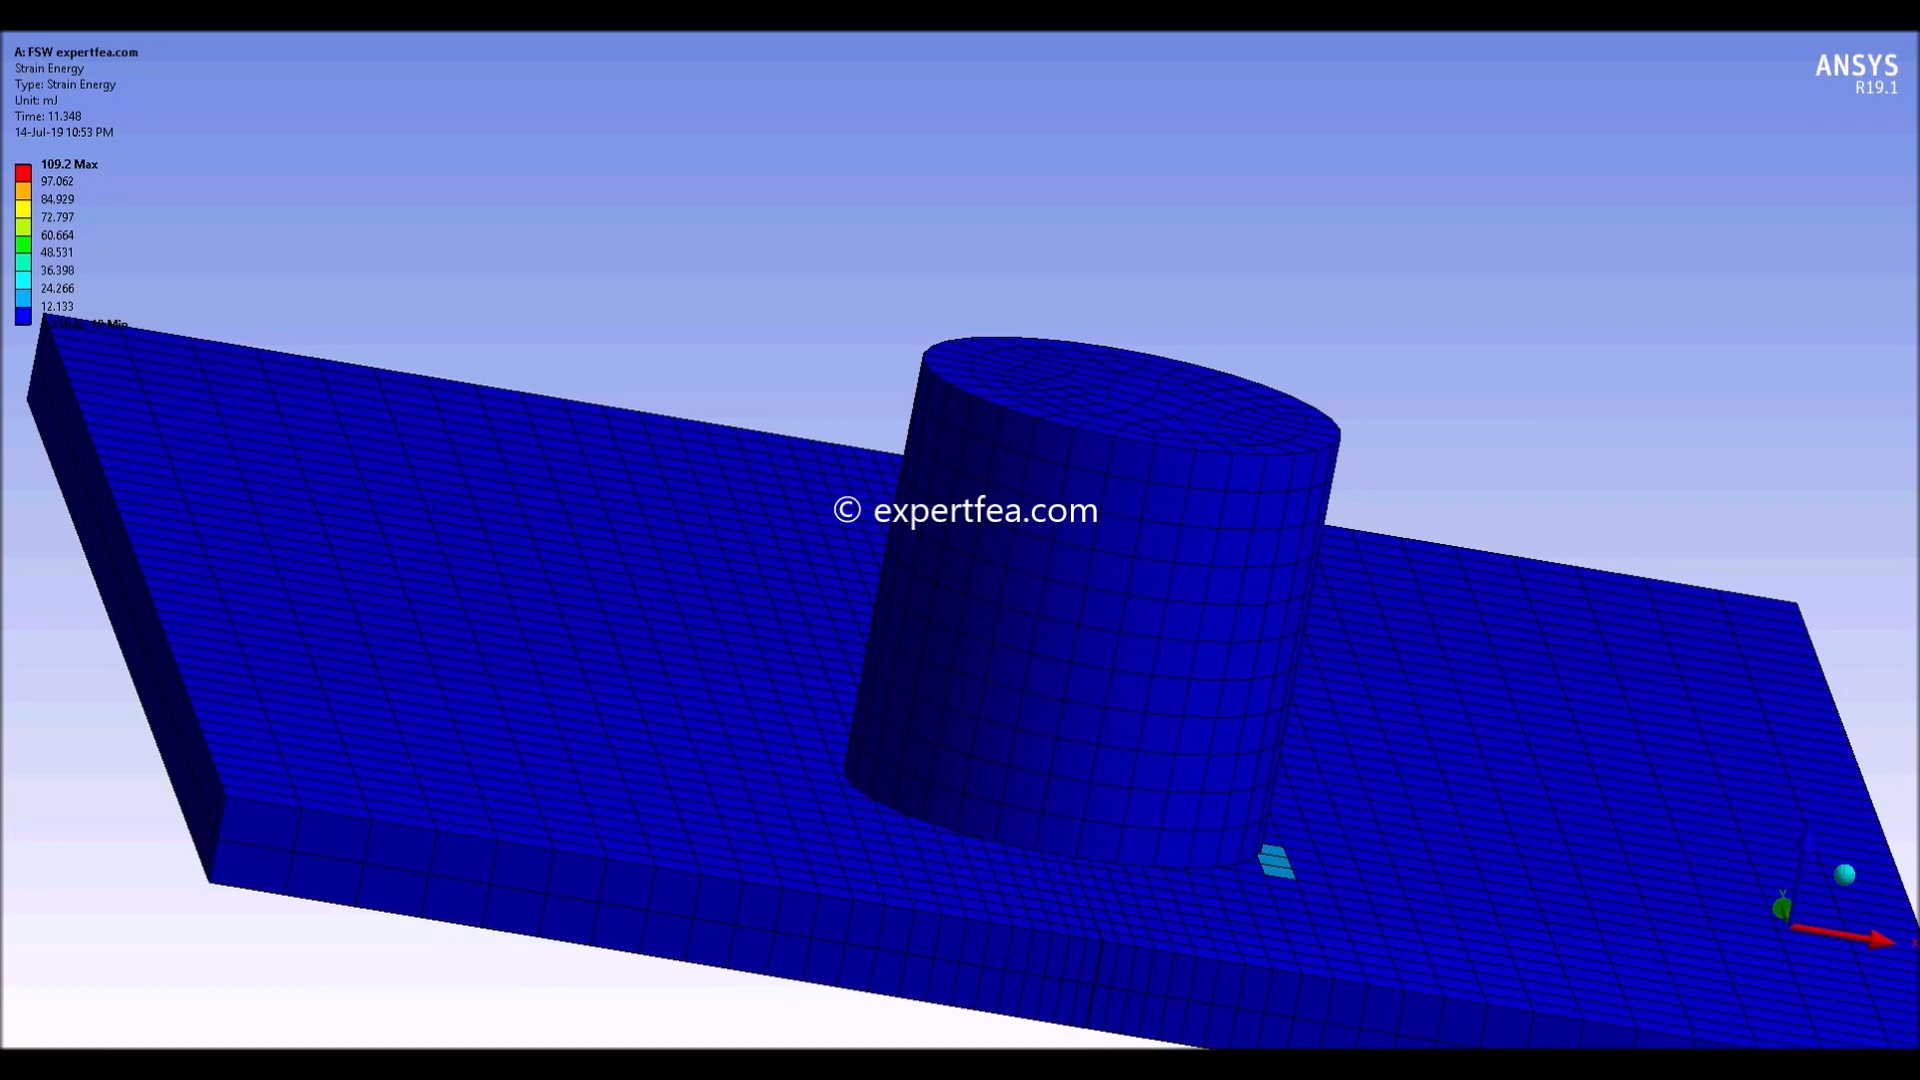 A: FSW expertfea.com
Strain Energy
Type: Strain Energy
Unit: mJ
Time: 11.348
14-Jul-19 10:53 PM
109.2 Max
97.062
84.929
72.797
60.664
48.531
36.398
24.266
12.133
Min
ANSYS
R19.1
© expertfea.com
Y
X